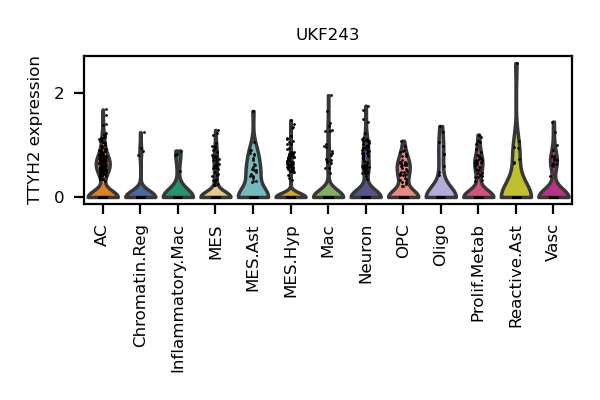 UKF243
TTYH2 expression
2
0
AC
Chromatin.Reg
Inflammatory.Mac
MES
MES.Ast
MES.Hyp
Mac
Neuron
OPC
Oligo
Prolif.Metab
Reactive.Ast
Vasc